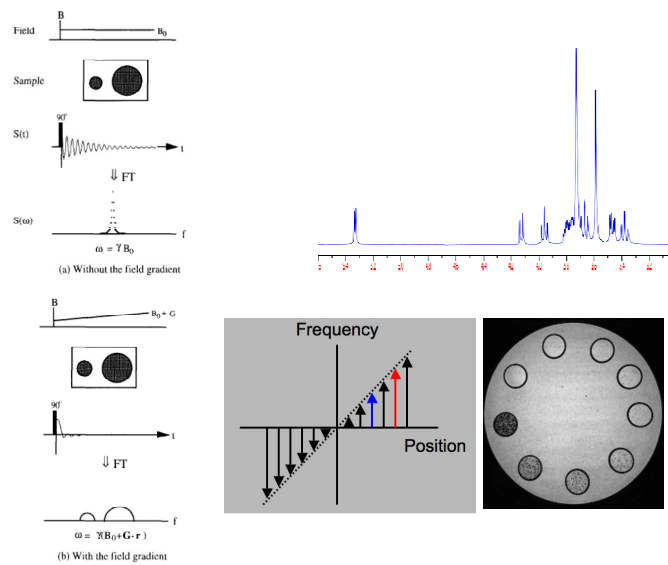 B
Field
B₀
Sample
90°
S(t)
t
⇓ FT
S(ω)
f
ω = γ B₀
(a) Without the field gradient
B
B₀ + G
90°
t
⇓ FT
f
ω = γ(B₀+G·r)
(b) With the field gradient
Frequency
Position